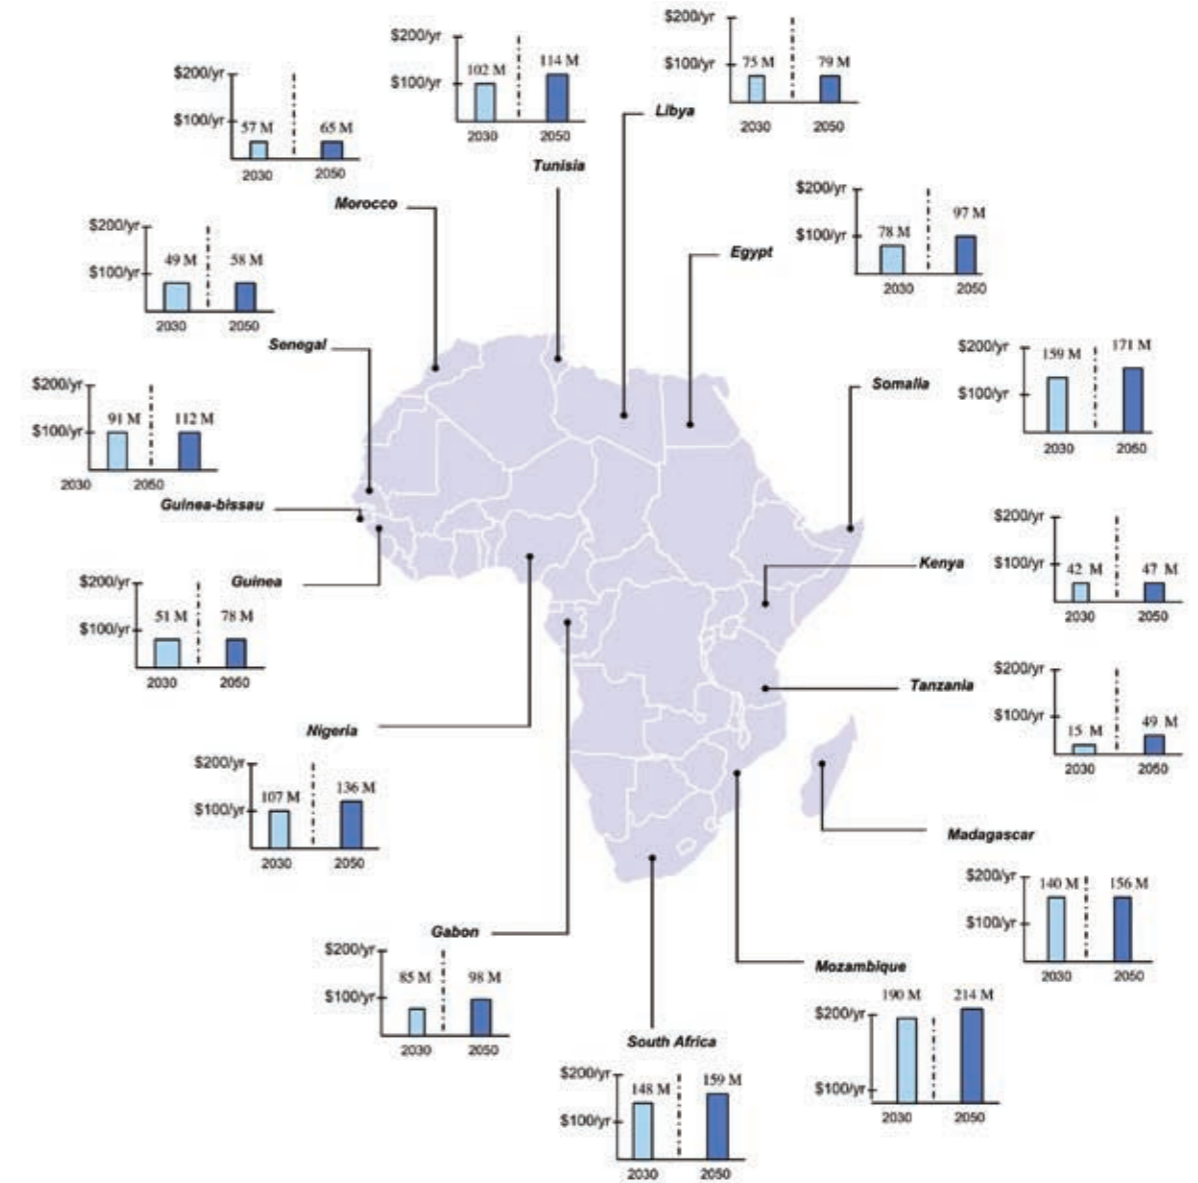 $200/yr
$100/yr
75 M
79 M
2030
2050
Libya
$200/yr
$100/yr
102 M
114 M
2030
2050
Tunisia
$200/yr
$100/yr
57 M
65 M
2030
2050
Morocco
$200/yr
$100/yr
78 M
97 M
2030
2050
Egypt
$200/yr
$100/yr
49 M
58 M
2030
2050
Senegal
$200/yr
$100/yr
159 M
171 M
2030
2050
Somalia
$200/yr
$100/yr
91 M
112 M
2030
2050
Guinea-bissau
$200/yr
$100/yr
42 M
47 M
2030
2050
Kenya
$200/yr
$100/yr
51 M
78 M
2030
2050
Guinea
$200/yr
$100/yr
15 M
49 M
2030
2050
Tanzania
Nigeria
$200/yr
$100/yr
107 M
136 M
2030
2050
Madagascar
$200/yr
$100/yr
140 M
156 M
2030
2050
Gabon
$200/yr
$100/yr
85 M
98 M
2030
2050
Mozambique
190 M
214 M
$200/yr
$100/yr
2030
2050
South Africa
$200/yr
$100/yr
148 M
159 M
2030
2050